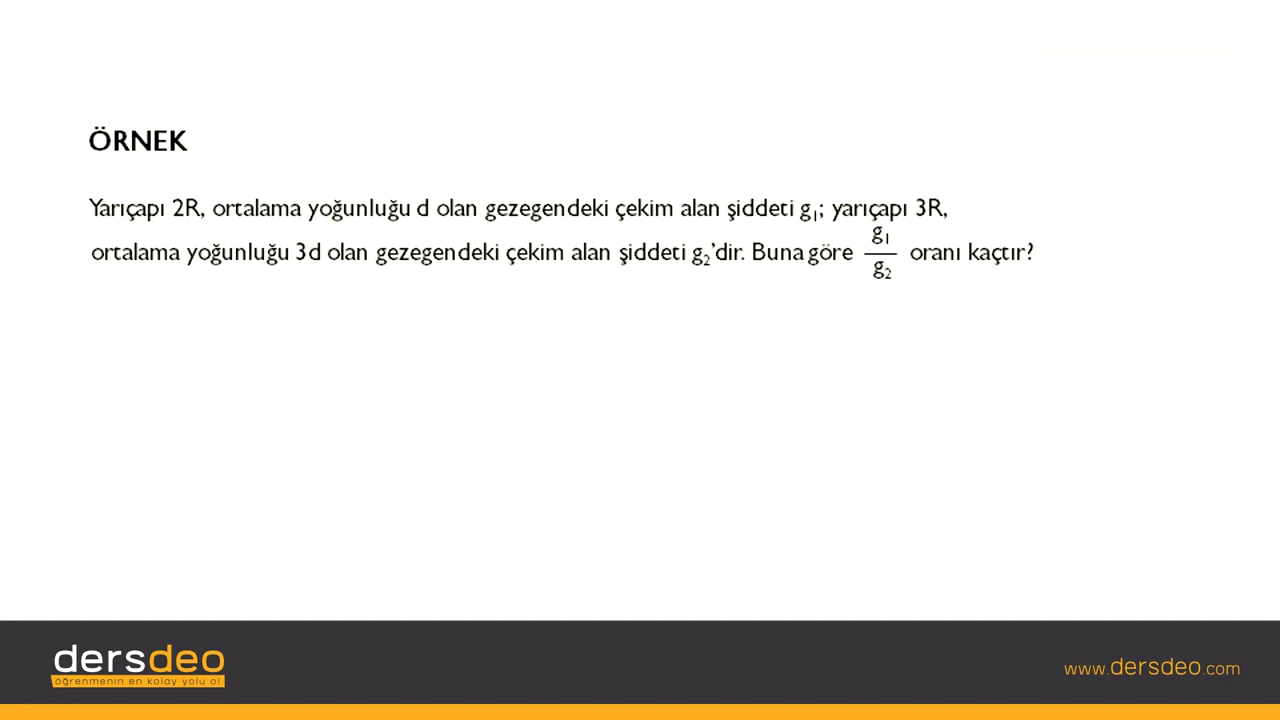 ÖRNEK
Yarıçapı 2R, ortalama yoğunluğu d olan gezegendeki çekim alan şiddeti g₁; yarıçapı 3R,
ortalama yoğunluğu 3d olan gezegendeki çekim alan şiddeti g₂'dir. Buna göre g₁/g₂ oranı kaçtır?
dersdeo
öğrenmenin en kolay yolu o!
www.dersdeo.com